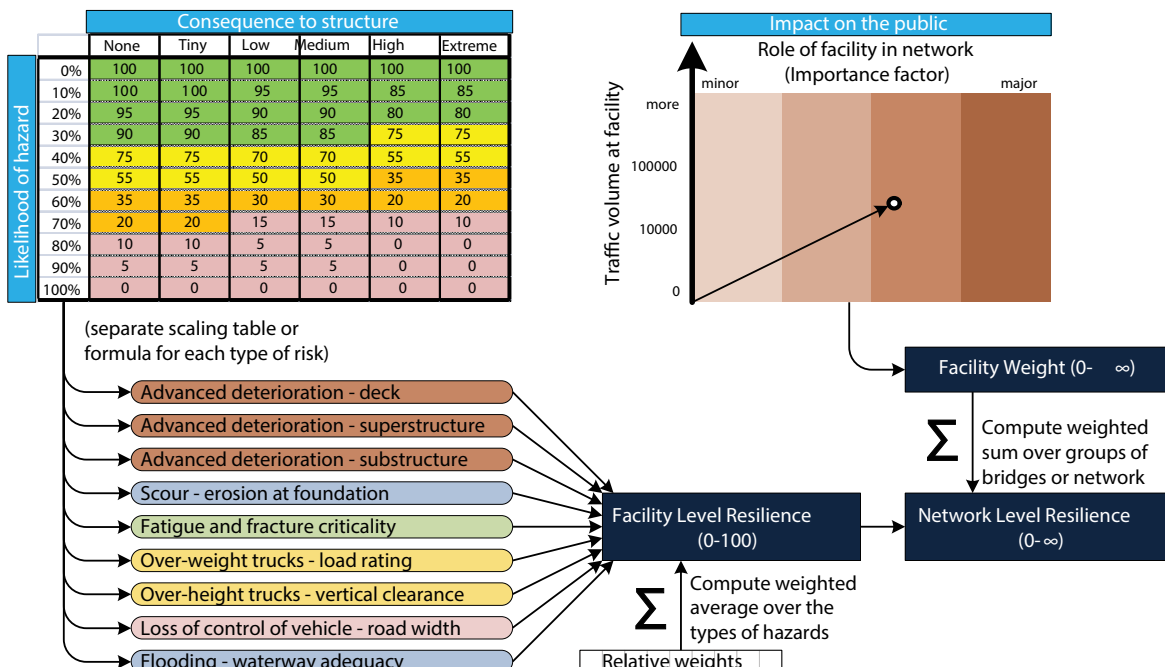 Consequence to structure
None Tiny Low Medium High Extreme
Likelihood of hazard
0% 100 100 100 100 100 100
10% 100 100 95 95 85 85
20% 95 95 90 90 80 80
30% 90 90 85 85 75 75
40% 75 75 70 70 55 55
50% 55 55 50 50 35 35
60% 35 35 30 30 20 20
70% 20 20 15 15 10 10
80% 10 10 5 5 0 0
90% 5 5 5 5 0 0
100% 0 0 0 0 0 0
(separate scaling table or
formula for each type of risk)
Impact on the public
Role of facility in network
(Importance factor)
minor major
Traffic volume at facility
more
100000
10000
0
Advanced deterioration - deck
Advanced deterioration - superstructure
Advanced deterioration - substructure
Scour - erosion at foundation
Fatigue and fracture criticality
Over-weight trucks - load rating
Over-height trucks - vertical clearance
Loss of control of vehicle - road width
Flooding - waterway adequacy
Facility Weight (0- ∞)
Σ
Compute weighted
sum over groups of
bridges or network
Facility Level Resilience
(0-100)
Network Level Resilience
(0-∞)
Σ
Compute weighted
average over the
types of hazards
Relative weights